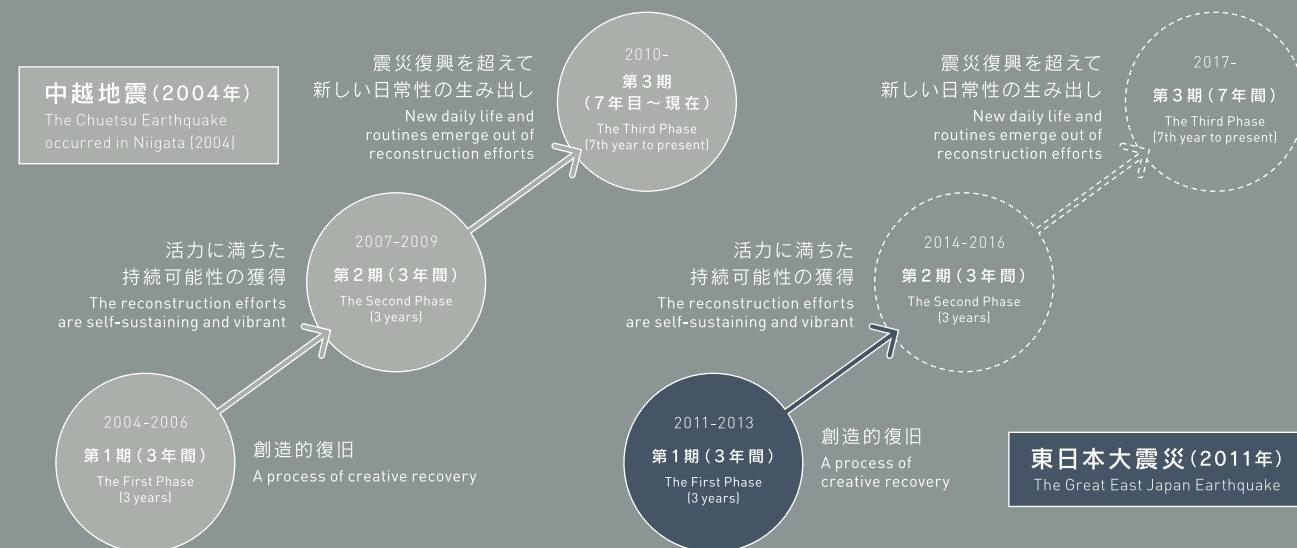 中越地震(2004年)
The Chuetsu Earthquake
occurred in Niigata (2004)
震災復興を超えて
新しい日常性の生み出し
New daily life and
routines emerge out of
reconstruction efforts
2010-
第3期
(7年目～現在)
The Third Phase
(7th year to present)
活力に満ちた
持続可能性の獲得
The reconstruction efforts
are self-sustaining and vibrant
2007-2009
第2期(3年間)
The Second Phase
(3 years)
2004-2006
第1期(3年間)
The First Phase
(3 years)
創造的復旧
A process of creative recovery
震災復興を超えて
新しい日常性の生み出し
New daily life and
routines emerge out of
reconstruction efforts
2017-
第3期(7年間)
The Third Phase
(7th year to present)
活力に満ちた
持続可能性の獲得
The reconstruction efforts
are self-sustaining and vibrant
2014-2016
第2期(3年間)
The Second Phase
(3 years)
2011-2013
第1期(3年間)
The First Phase
(3 years)
創造的復旧
A process of
creative recovery
東日本大震災(2011年)
The Great East Japan Earthquake